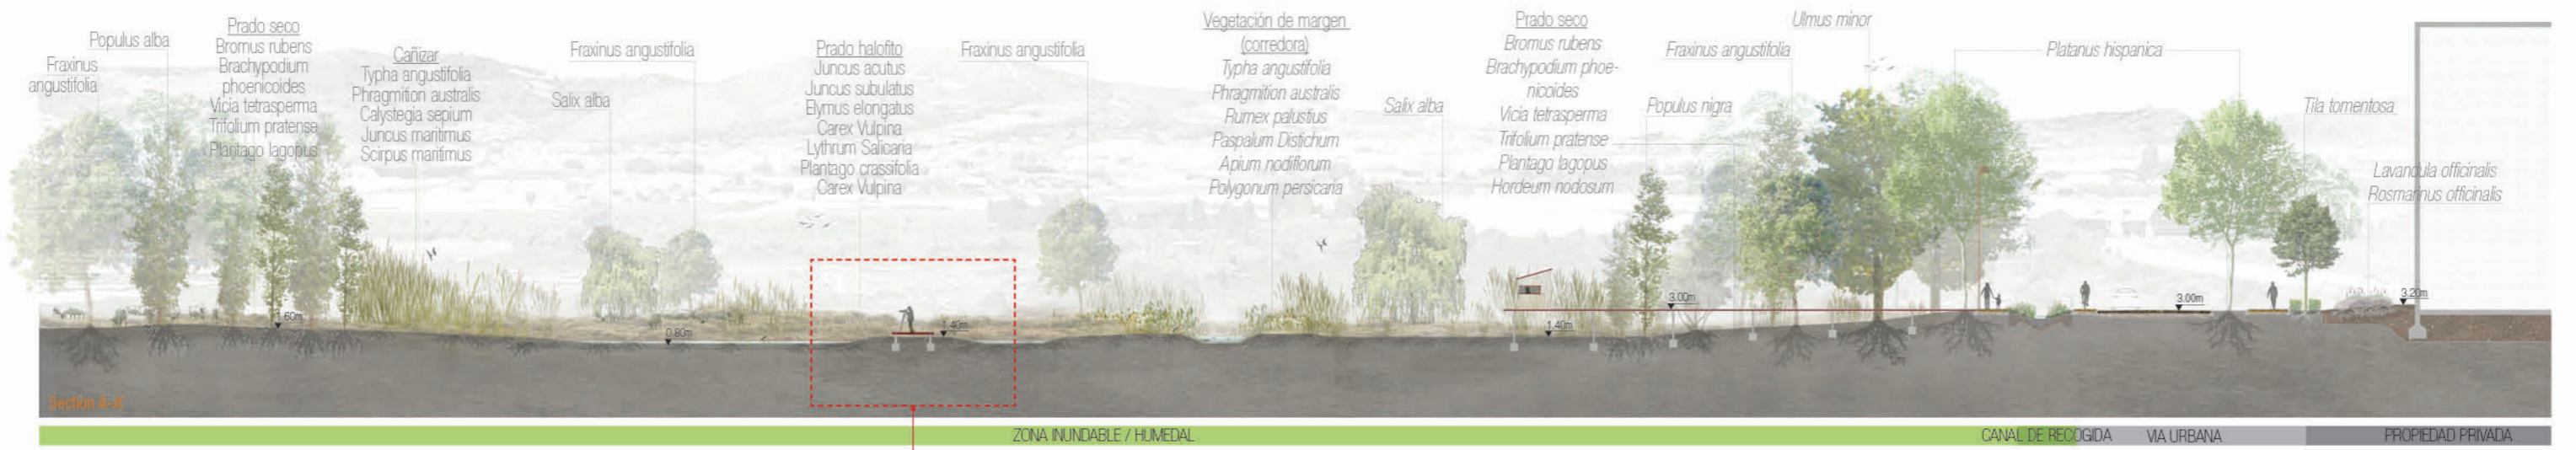 Fraxinus
angustifolia
Populus alba
Prado seco
Bromus rubens
Brachypodium
phoenicoides
Vicia tetrasperma
Trifolium pratense
Plantago lagopus
Cañizar
Typha angustifolia
Phragmition australis
Calystegia sepium
Juncus maritimus
Scirpus maritimus
Fraxinus angustifolia
Salix alba
Prado halofito
Juncus acutus
Juncus subulatus
Elymus elongatus
Carex Vulpina
Lythrum Salicaria
Plantago crassifolia
Carex Vulpina
Fraxinus angustifolia
Vegetación de margen
(corredora)
Typha angustifolia
Phragmition australis
Rumex palustius
Paspalum Distichum
Apium nodiflorum
Polygonum persicaria
Salix alba
Prado seco
Bromus rubens
Brachypodium phoe-
nicoides
Vicia tetrasperma
Trifolium pratense
Plantago lagopus
Hordeum nodosum
Populus nigra
Fraxinus angustifolia
Ulmus minor
Platanus hispanica
Tila tomentosa
Lavandula officinalis
Rosmarinus officinalis
1.60m
0.80m
1.40m
1.40m
3.00m
3.00m
3.20m
Section
ZONA INUNDABLE / HUMEDAL
CANAL DE RECOGIDA
VIA URBANA
PROPIEDAD PRIVADA